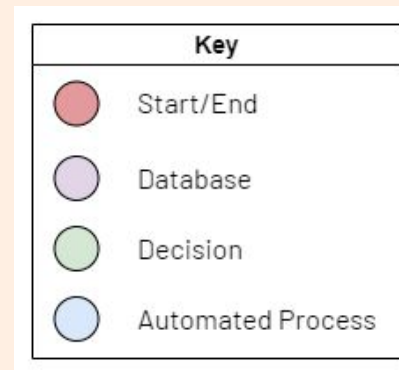 Key
Start/End
Database
Decision
Automated Process